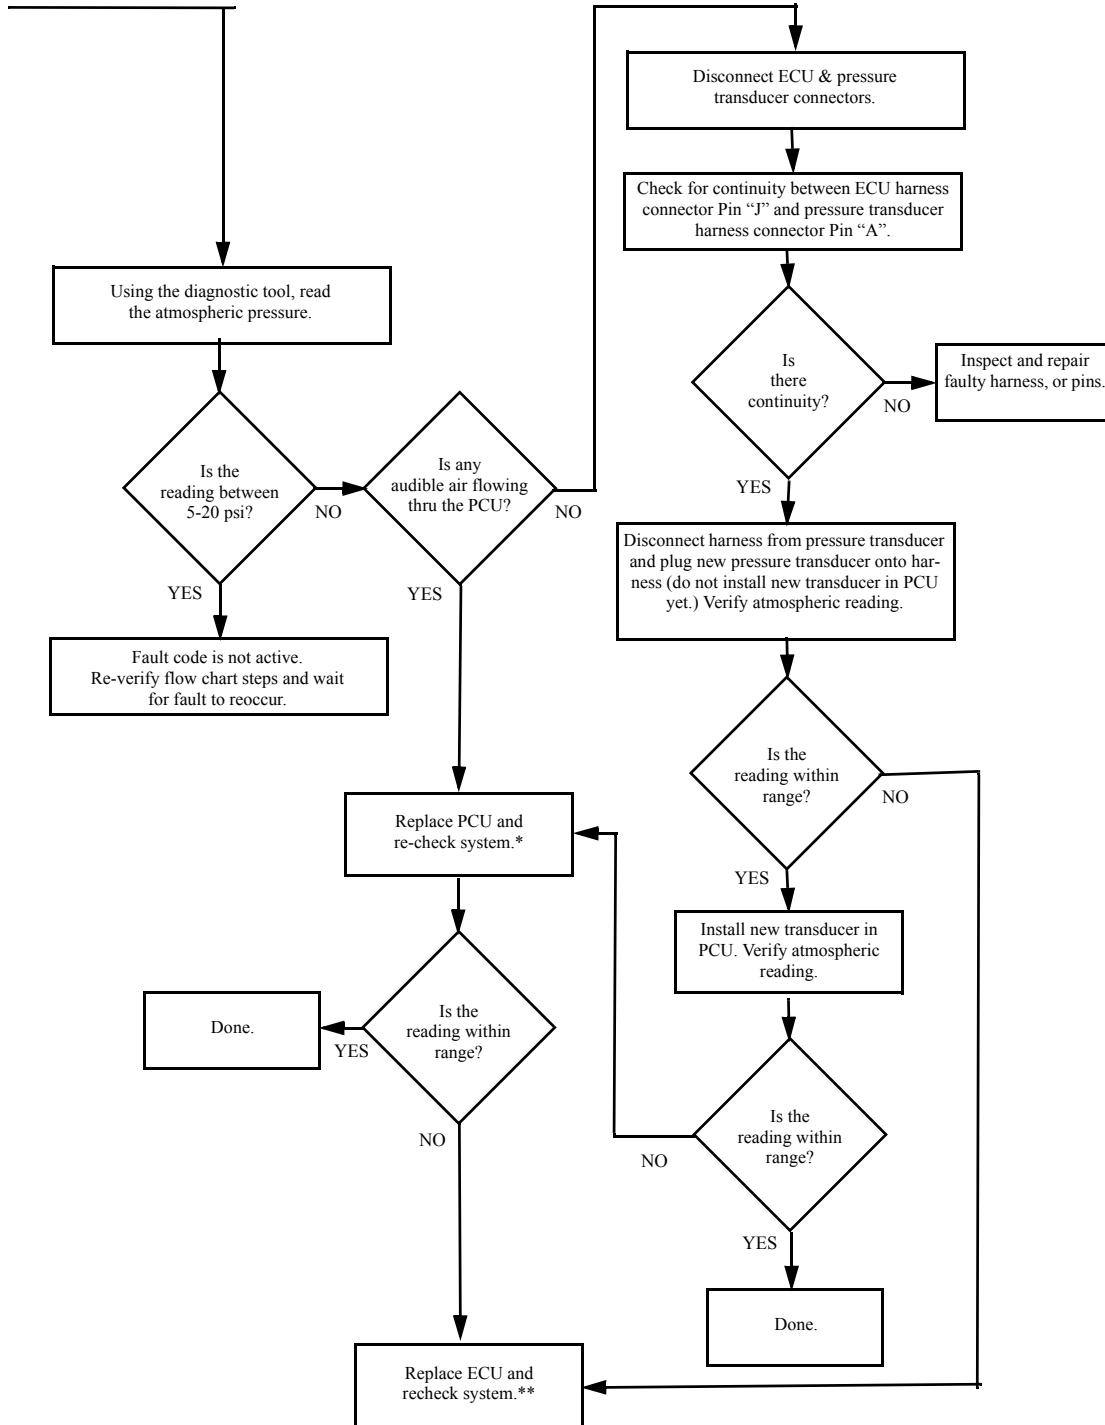 Disconnect ECU & pressure
transducer connectors.
Check for continuity between ECU harness
connector Pin “J” and pressure transducer
harness connector Pin “A”.
Using the diagnostic tool, read
the atmospheric pressure.
Is
there
continuity?
NO
Inspect and repair
faulty harness, or pins.
YES
Is the
reading between
5-20 psi?
NO
YES
Is any
audible air flowing
thru the PCU?
NO
YES
Disconnect harness from pressure transducer
and plug new pressure transducer onto har-
ness (do not install new transducer in PCU
yet.) Verify atmospheric reading.
Fault code is not active.
Re-verify flow chart steps and wait
for fault to reoccur.
Is the
reading within
range?
NO
YES
Replace PCU and
re-check system.*
Install new transducer in
PCU. Verify atmospheric
reading.
Done.
YES
Is the
reading within
range?
NO
Is the
reading within
range?
NO
YES
Done.
Replace ECU and
recheck system.**